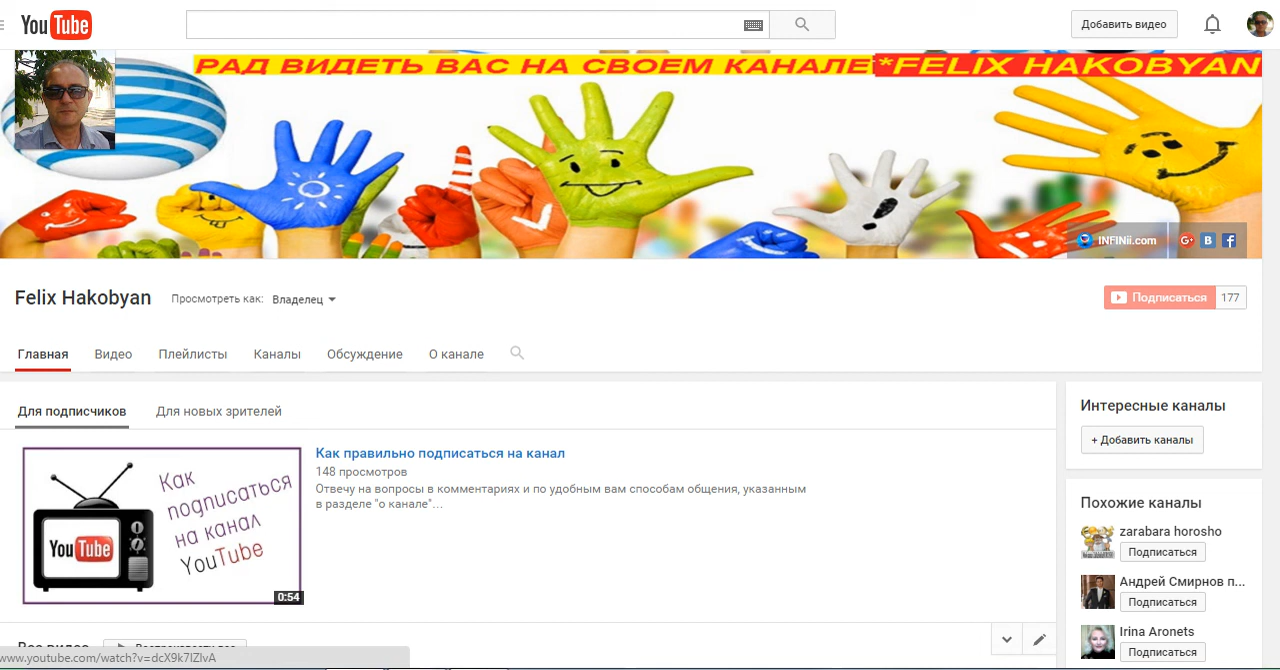 YouTube
Добавить видео
РАД ВИДЕТЬ ВАС НА СВОЕМ КАНАЛЕ *FELIX HAKOBYAN
INFINii.com
G+ B f
Felix Hakobyan
Просмотреть как: Владелец
Подписаться 177
Главная Видео Плейлисты Каналы Обсуждение О канале
Для подписчиков Для новых зрителей
Как
подписаться
на канал
YouTube
YouTube
0:54
Как правильно подписаться на канал
148 просмотров
Отвечу на вопросы в комментариях и по удобным вам способам общения, указанным
в разделе "о канале"...
Интересные каналы
+ Добавить каналы
Похожие каналы
zarabara horosho
Подписаться
Андрей Смирнов п...
Подписаться
Irina Aronets
Подписаться
www.youtube.com/watch?v=dcX9k7IZlvA